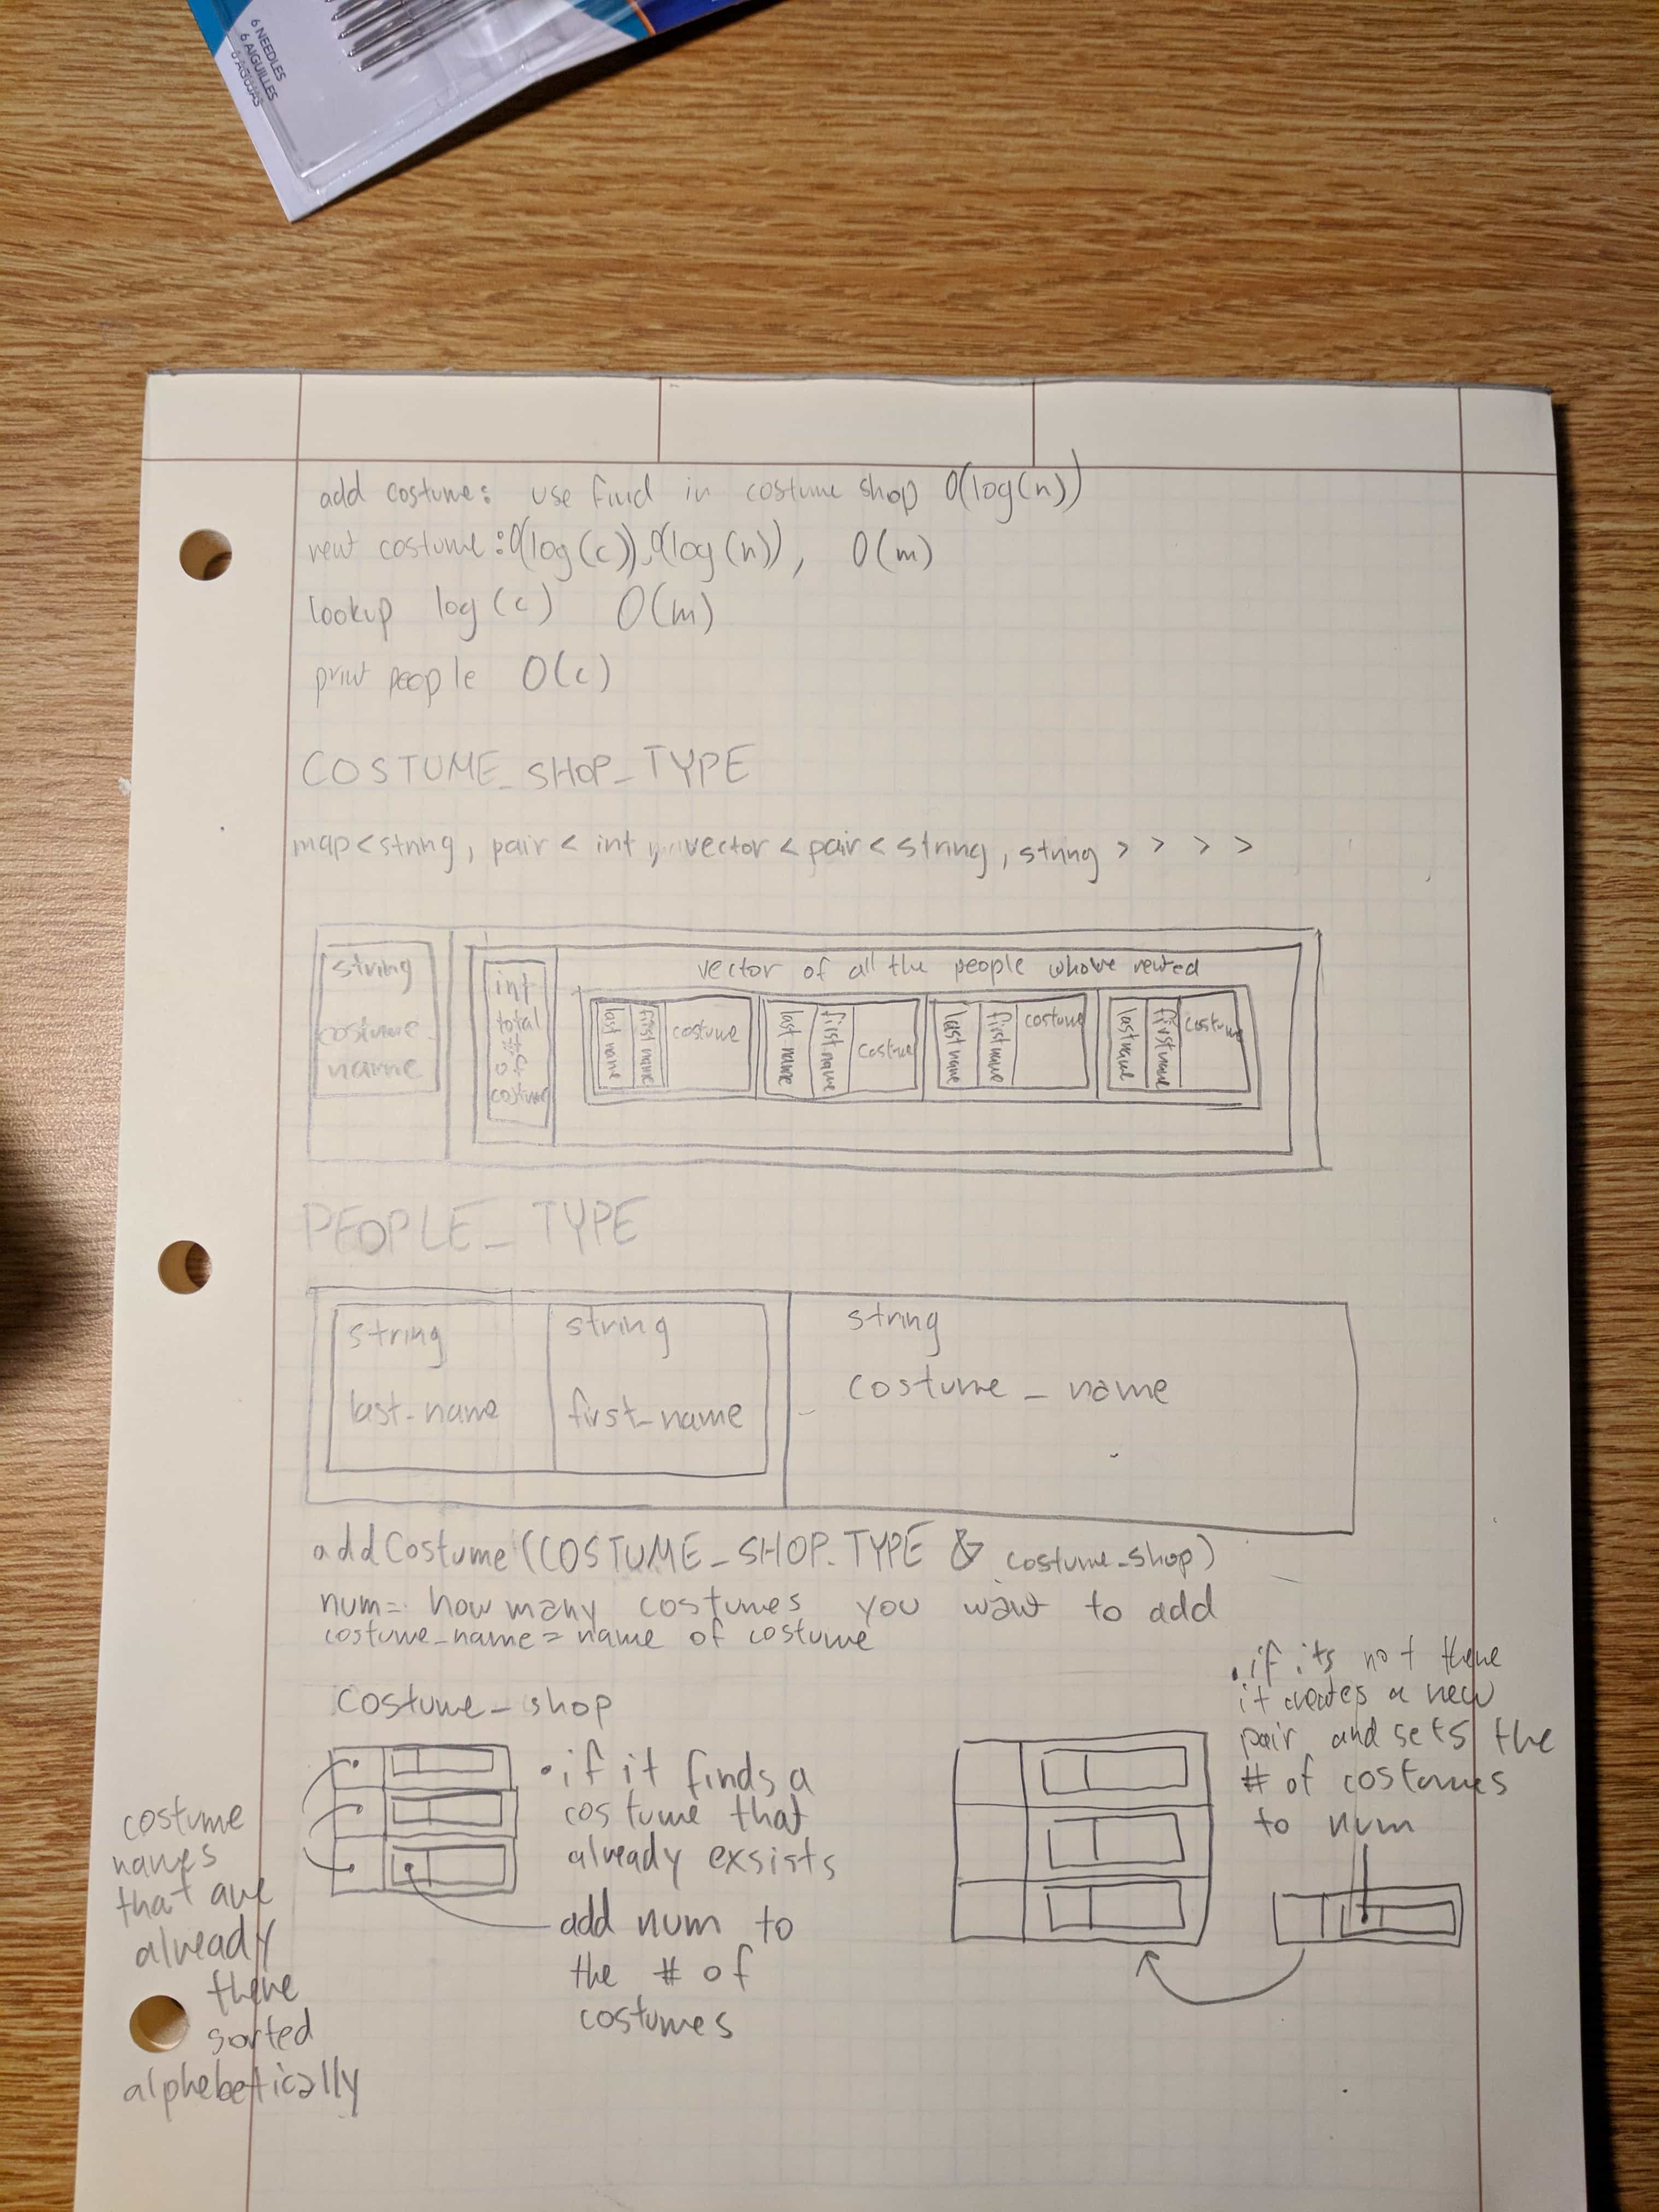 6 NEEDLES
6 AIGUILLES
6 AGUJAS
add costume: use find in costume shop O(log(n))
rent costume: O(log(c)), O(log(n)), O(m)
lookup log(c) O(m)
print people O(c)
COSTUME_SHOP_TYPE
map<string, pair<int, vector<pair<string, string>>>>
string
costume
name
int
total
# of
costume
vector of all the people whove rented
last name first name costume last name first name costume last name first name costume last name first name costume
PEOPLE_TYPE
string
last_name
string
first_name
string
costume_name
addCostume(COSTUME_SHOP_TYPE & costume_shop)
num= how many costumes you want to add
costume_name= name of costume
costume_shop
costume
names
that are
already
there
sorted
alphebetically
• if it finds a
costume that
already exsists
add num to
the # of
costumes
• if its not there
it creates a new
pair and sets the
# of costumes
to num